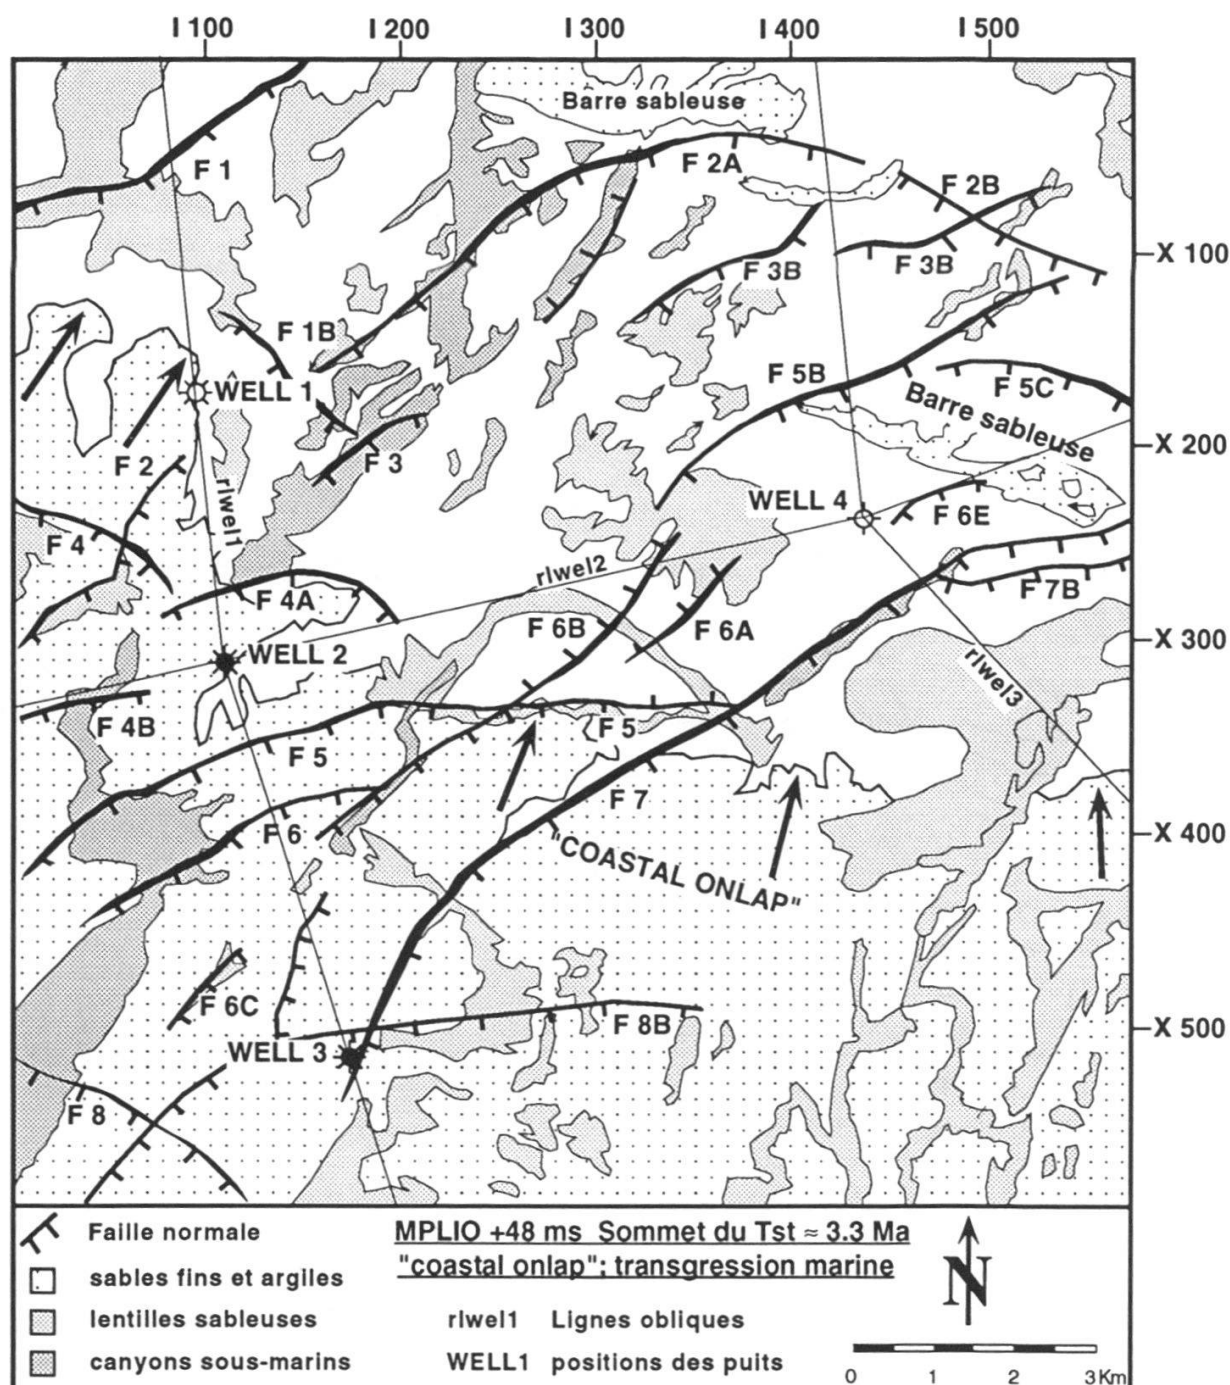 I 100 I 200 I 300 I 400 I 500
Barre sableuse
F 1
F 2A
F 2B
X 100
F 3B
F 3B
F 1B
F 5B
F 5C
WELL 1
Barre sableuse
X 200
F 2
F 3
rlwel1
WELL 4
F 6E
F 4
rlwel2
F 4A
F 7B
F 6B
F 6A
X 300
WELL 2
rlwel3
F 4B
F 5
F 5
F 7
F 6
X 400
"COASTAL ONLAP"
F 6C
F 8B
X 500
WELL 3
F 8
Faille normale
sables fins et argiles
lentilles sableuses
canyons sous-marins
MPLIO +48 ms Sommet du Tst ≈ 3.3 Ma
"coastal onlap": transgression marine
rlwel1 Lignes obliques
WELL1 positions des puits
N
0 1 2 3 Km